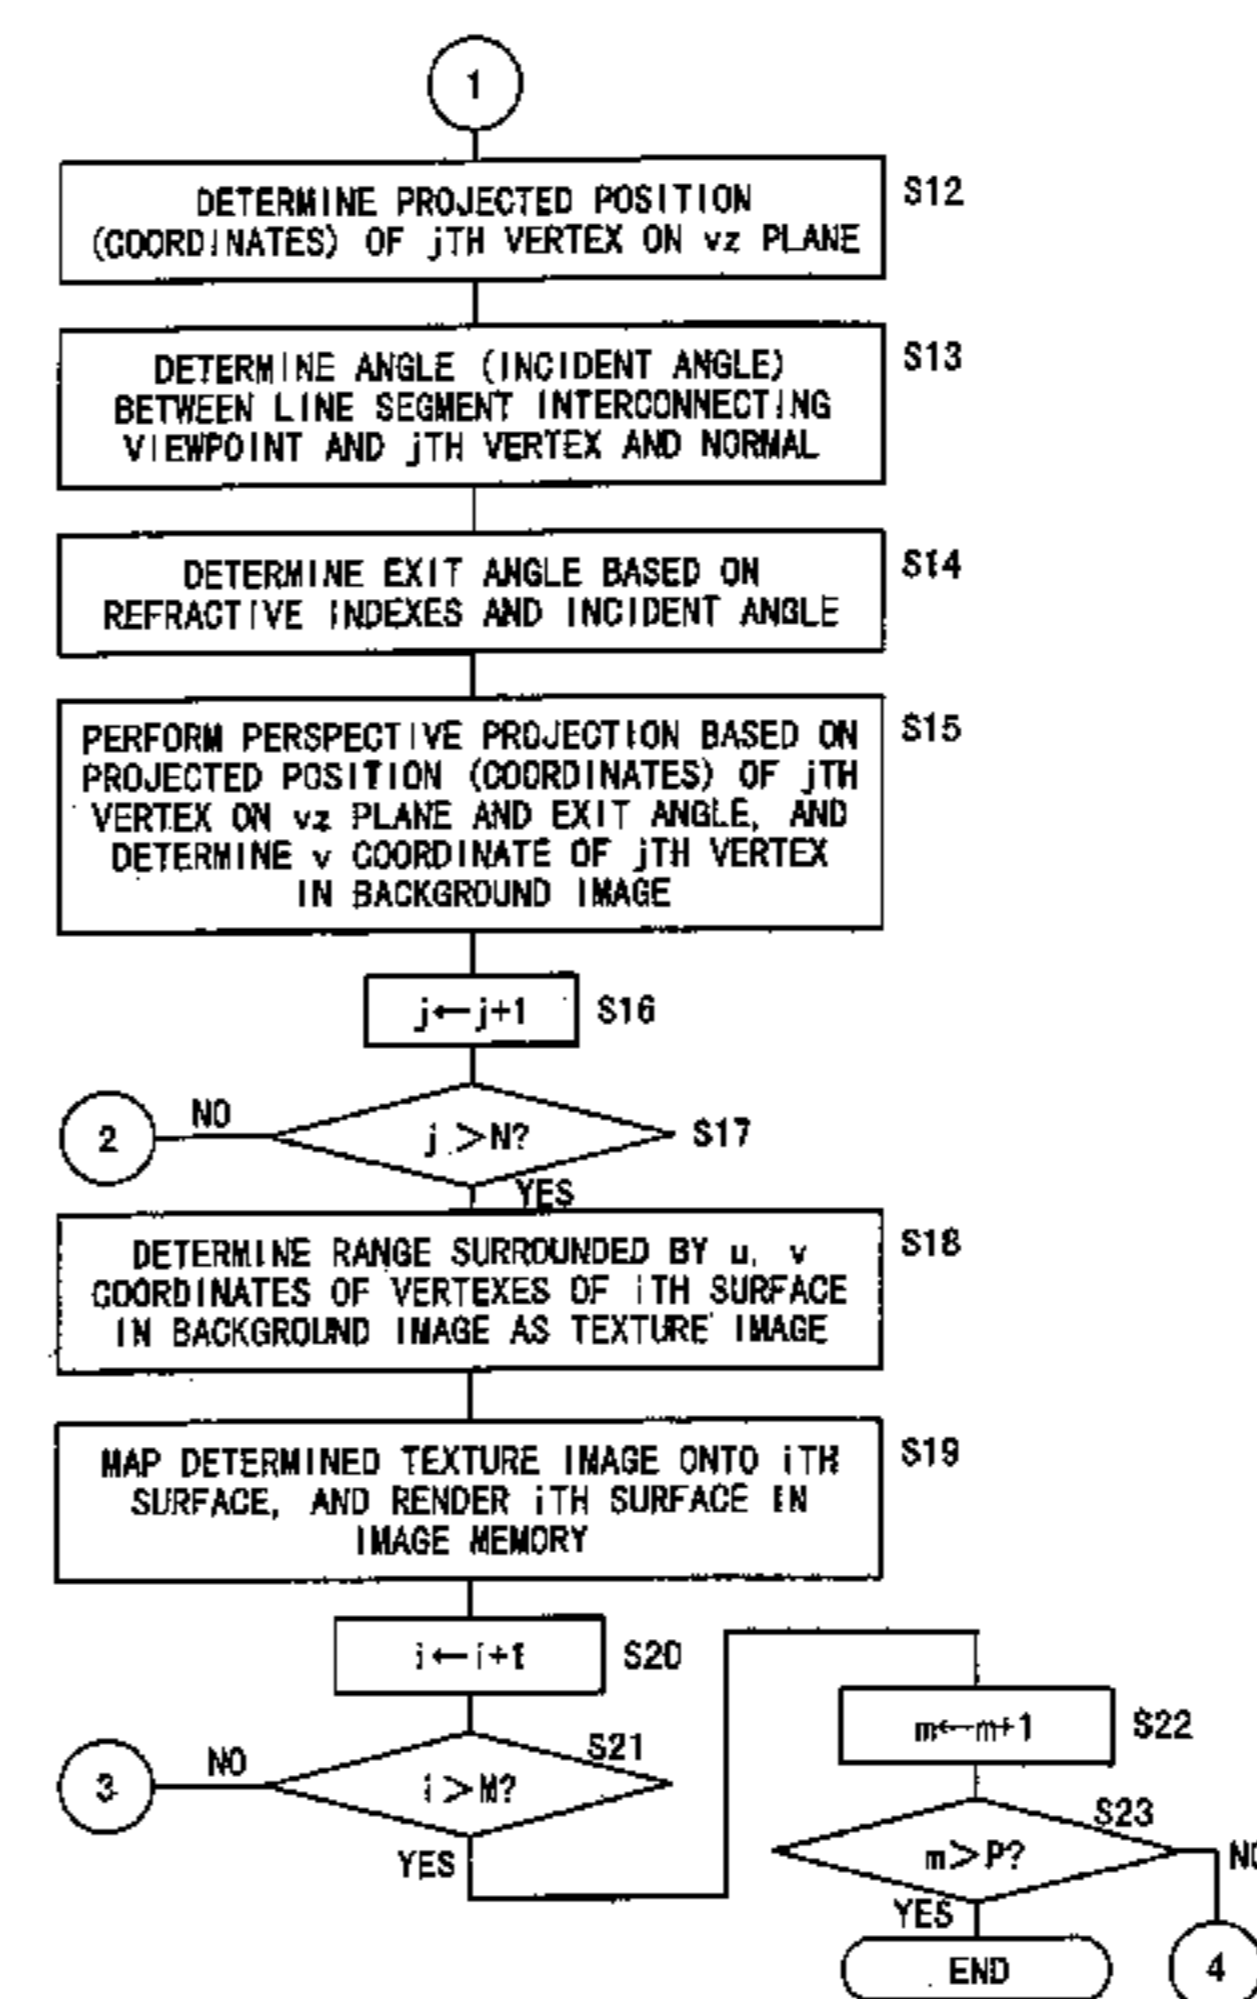 1
DETERMINE PROJECTED POSITION
(COORDINATES) OF jTH VERTEX ON vz PLANE
S12
DETERMINE ANGLE (INCIDENT ANGLE)
BETWEEN LINE SEGMENT INTERCONNECTING
VIEWPOINT AND jTH VERTEX AND NORMAL
S13
DETERMINE EXIT ANGLE BASED ON
REFRACTIVE INDEXES AND INCIDENT ANGLE
S14
PERFORM PERSPECTIVE PROJECTION BASED ON
PROJECTED POSITION (COORDINATES) OF jTH
VERTEX ON vz PLANE AND EXIT ANGLE, AND
DETERMINE v COORDINATE OF jTH VERTEX
IN BACKGROUND IMAGE
S15
j←j+1
S16
2
NO
j>N?
S17
YES
DETERMINE RANGE SURROUNDED BY u, v
COORDINATES OF VERTEXES OF iTH SURFACE
IN BACKGROUND IMAGE AS TEXTURE IMAGE
S18
MAP DETERMINED TEXTURE IMAGE ONTO iTH
SURFACE, AND RENDER iTH SURFACE IN
IMAGE MEMORY
S19
i←i+1
S20
3
NO
i>M?
S21
YES
m←m+1
S22
m>P?
S23
NO
YES
END
4